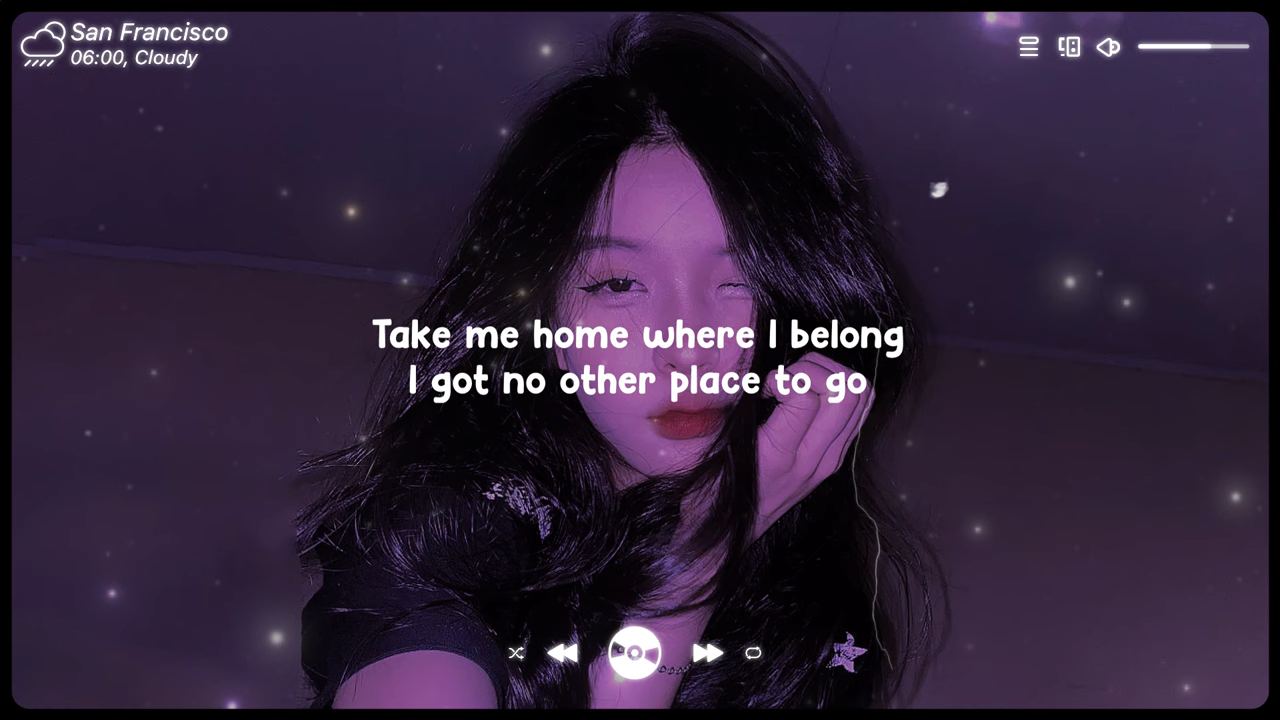 San Francisco
06:00, Cloudy
Take me home where I belong
I got no other place to go